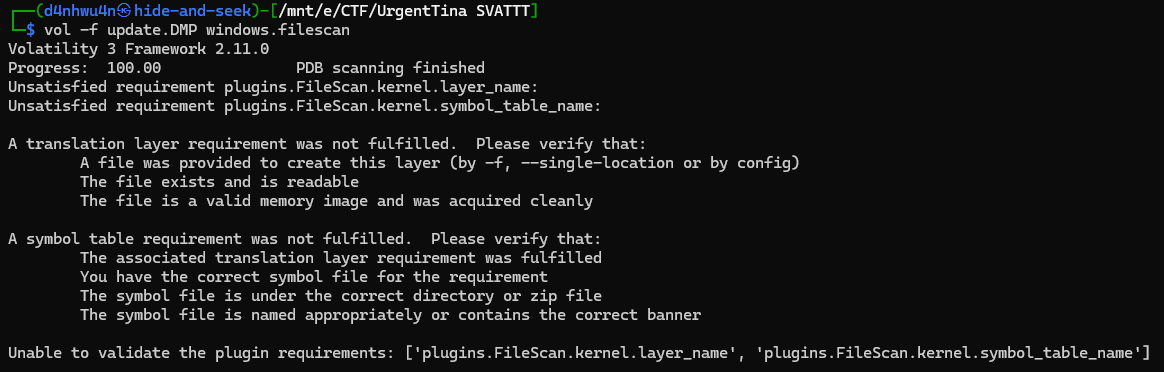 ┌──(d4nhwu4n㉿hide-and-seek)-[/mnt/e/CTF/UrgentTina SVATTT]
└─$ vol -f update.DMP windows.filescan
Volatility 3 Framework 2.11.0
Progress:  100.00               PDB scanning finished
Unsatisfied requirement plugins.FileScan.kernel.layer_name:
Unsatisfied requirement plugins.FileScan.kernel.symbol_table_name:

A translation layer requirement was not fulfilled.  Please verify that:
        A file was provided to create this layer (by -f, --single-location or by config)
        The file exists and is readable
        The file is a valid memory image and was acquired cleanly

A symbol table requirement was not fulfilled.  Please verify that:
        The associated translation layer requirement was fulfilled
        You have the correct symbol file for the requirement
        The symbol file is under the correct directory or zip file
        The symbol file is named appropriately or contains the correct banner

Unable to validate the plugin requirements: ['plugins.FileScan.kernel.layer_name', 'plugins.FileScan.kernel.symbol_table_name']